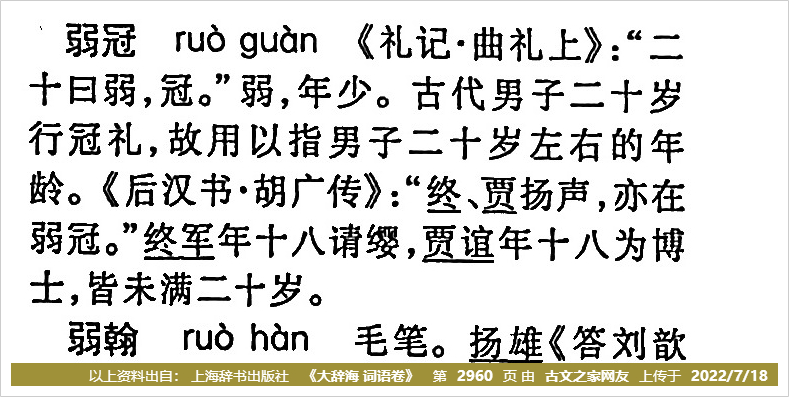 弱冠 ruò guàn 《礼记·曲礼上》:“二
十曰弱,冠。”弱,年少。古代男子二十岁
行冠礼,故用以指男子二十岁左右的年
龄。《后汉书·胡广传》:“终、贾扬声,亦在
弱冠。”终军年十八请缨,贾谊年十八为博
士,皆未满二十岁。
弱翰 ruò hàn 毛笔。扬雄《答刘歆
以上资料出自: 上海辞书出版社 《大辞海 词语卷》 第 2960 页 由 古文之家网友 上传于 2022/7/18